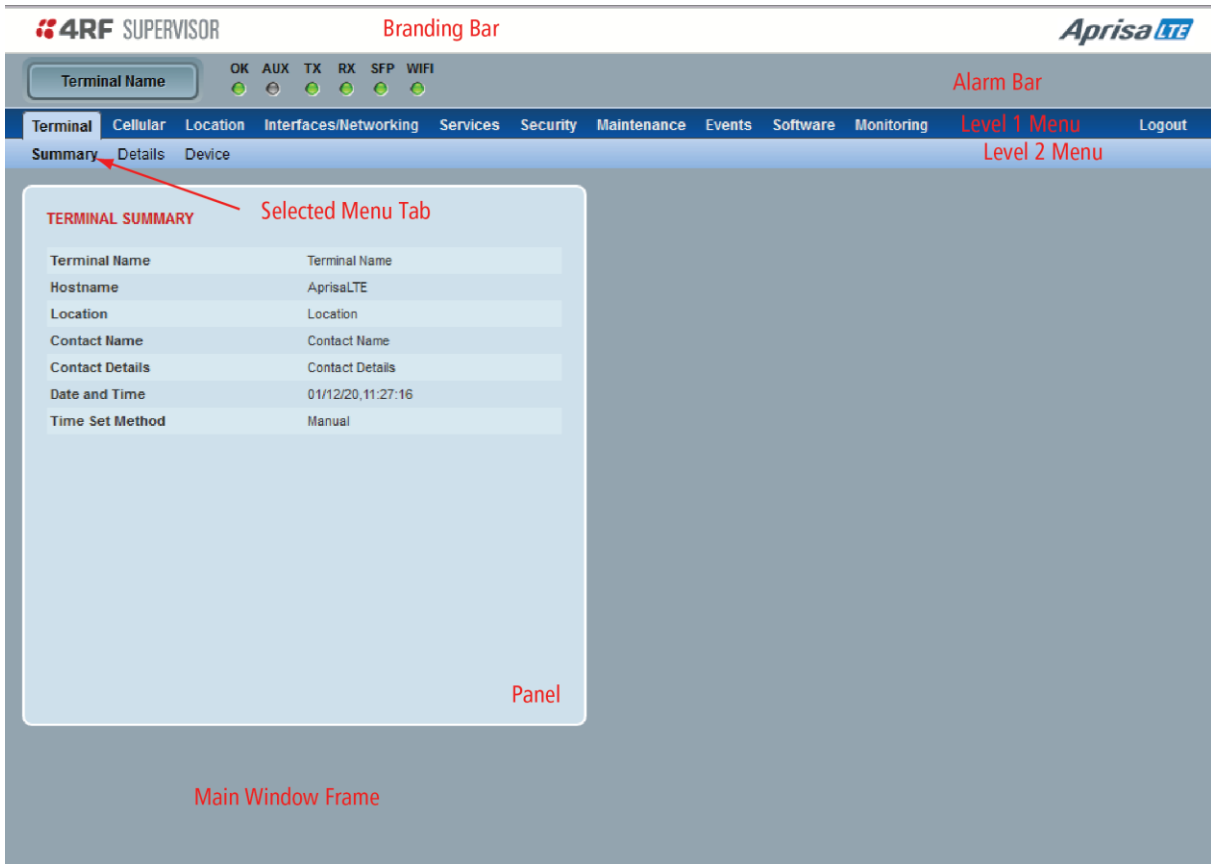 4RF SUPERVISOR Branding Bar Aprisa LTE
Terminal Name OK AUX TX RX SFP WIFI Alarm Bar
Terminal Cellular Location Interfaces/Networking Services Security Maintenance Events Software Monitoring Level 1 Menu Logout
Summary Details Device Level 2 Menu
Selected Menu Tab
TERMINAL SUMMARY
Terminal Name Terminal Name
Hostname AprisaLTE
Location Location
Contact Name Contact Name
Contact Details Contact Details
Date and Time 01/12/20,11:27:16
Time Set Method Manual
Panel
Main Window Frame